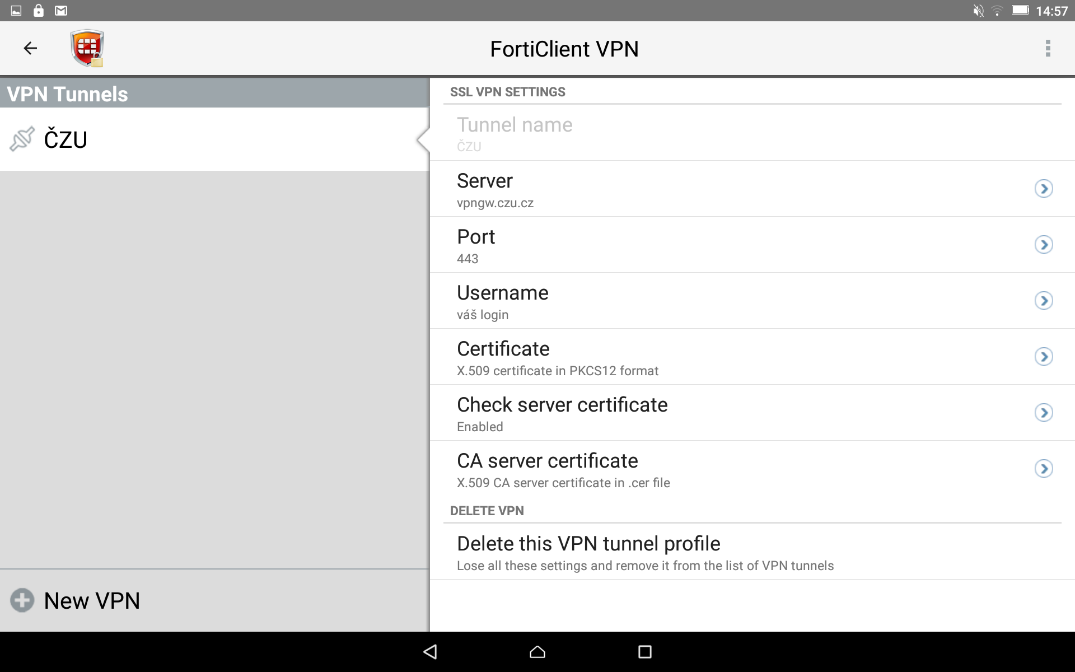 14:57
FortiClient VPN
VPN Tunnels
ČZU
New VPN
SSL VPN SETTINGS
Tunnel name
ČZU
Server
vpngw.czu.cz
Port
443
Username
váš login
Certificate
X.509 certificate in PKCS12 format
Check server certificate
Enabled
CA server certificate
X.509 CA server certificate in .cer file
DELETE VPN
Delete this VPN tunnel profile
Lose all these settings and remove it from the list of VPN tunnels